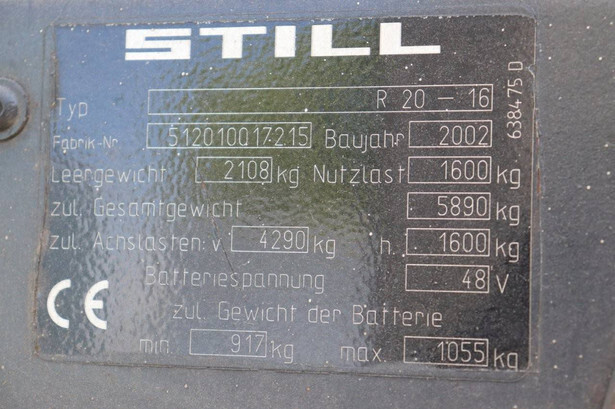 STILL
Typ R 20 - 16
Fabrik-Nr. 512010017215 Baujahr 2002
Leergewicht 2108 kg Nutzlast 1600 kg
zul. Gesamtgewicht 5890 kg
zul. Achslasten: v. 4290 kg h. 1600 kg
Batteriespannung 48 V
CE zul. Gewicht der Batterie
min. 917 kg max. 1055 kg
638475 D